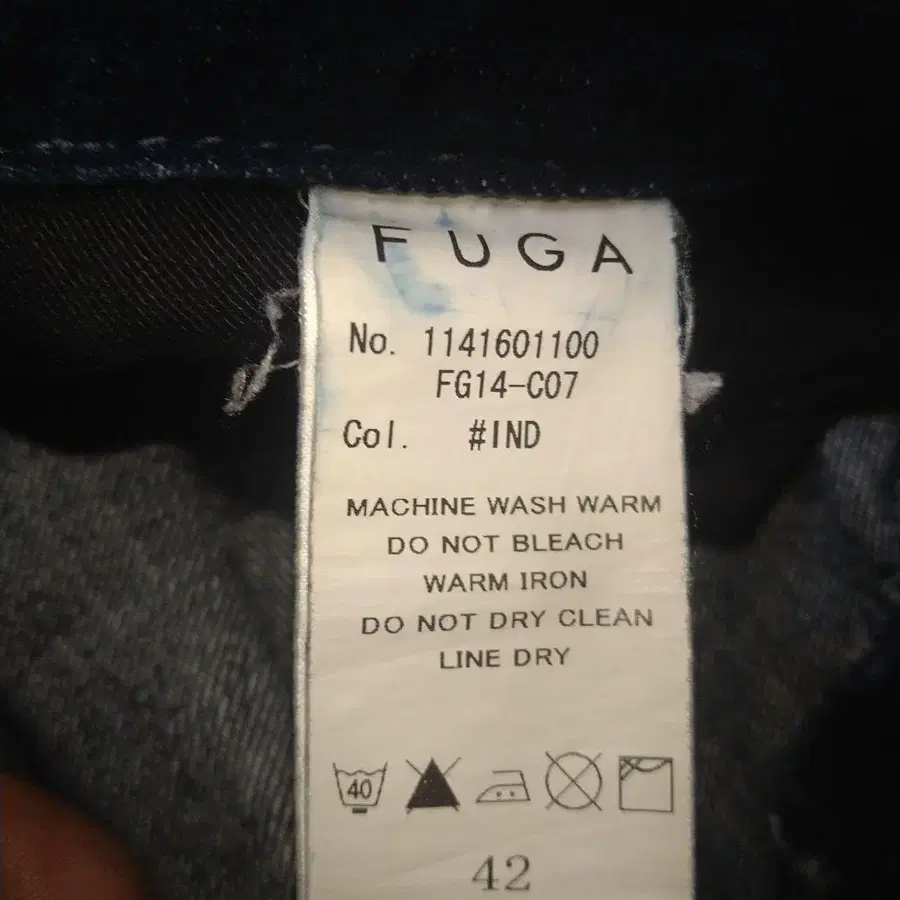 FUGA
No. 1141601100
FG14-C07
Col. #IND
MACHINE WASH WARM
DO NOT BLEACH
WARM IRON
DO NOT DRY CLEAN
LINE DRY
40
42